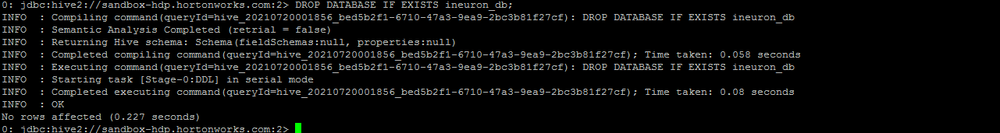 0: jdbc:hive2://sandbox-hdp.hortonworks.com:2> DROP DATABASE IF EXISTS ineuron_db;
INFO  : Compiling command(queryId=hive_20210720001856_bed5b2f1-6710-47a3-9ea9-2bc3b81f27cf): DROP DATABASE IF EXISTS ineuron_db
INFO  : Semantic Analysis Completed (retrial = false)
INFO  : Returning Hive schema: Schema(fieldSchemas:null, properties:null)
INFO  : Completed compiling command(queryId=hive_20210720001856_bed5b2f1-6710-47a3-9ea9-2bc3b81f27cf); Time taken: 0.058 seconds
INFO  : Executing command(queryId=hive_20210720001856_bed5b2f1-6710-47a3-9ea9-2bc3b81f27cf): DROP DATABASE IF EXISTS ineuron_db
INFO  : Starting task [Stage-0:DDL] in serial mode
INFO  : Completed executing command(queryId=hive_20210720001856_bed5b2f1-6710-47a3-9ea9-2bc3b81f27cf); Time taken: 0.08 seconds
INFO  : OK
No rows affected (0.227 seconds)
0: jdbc:hive2://sandbox-hdp.hortonworks.com:2>